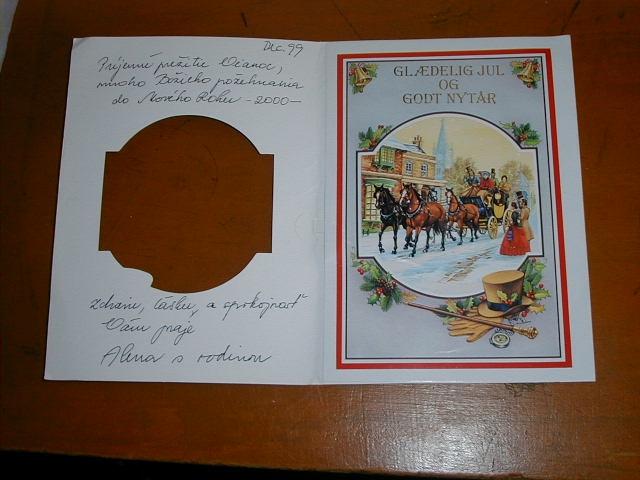 Dec. 99
Príjemné prežitie Vianoc,
mnoho Božieho požehnania
do Nového Roku - 2000 -
zdravie, lásku, a spokojnosť
Vám praje
Alena s rodinou
GLÆDELIG JUL
OG
GODT NYTÅR